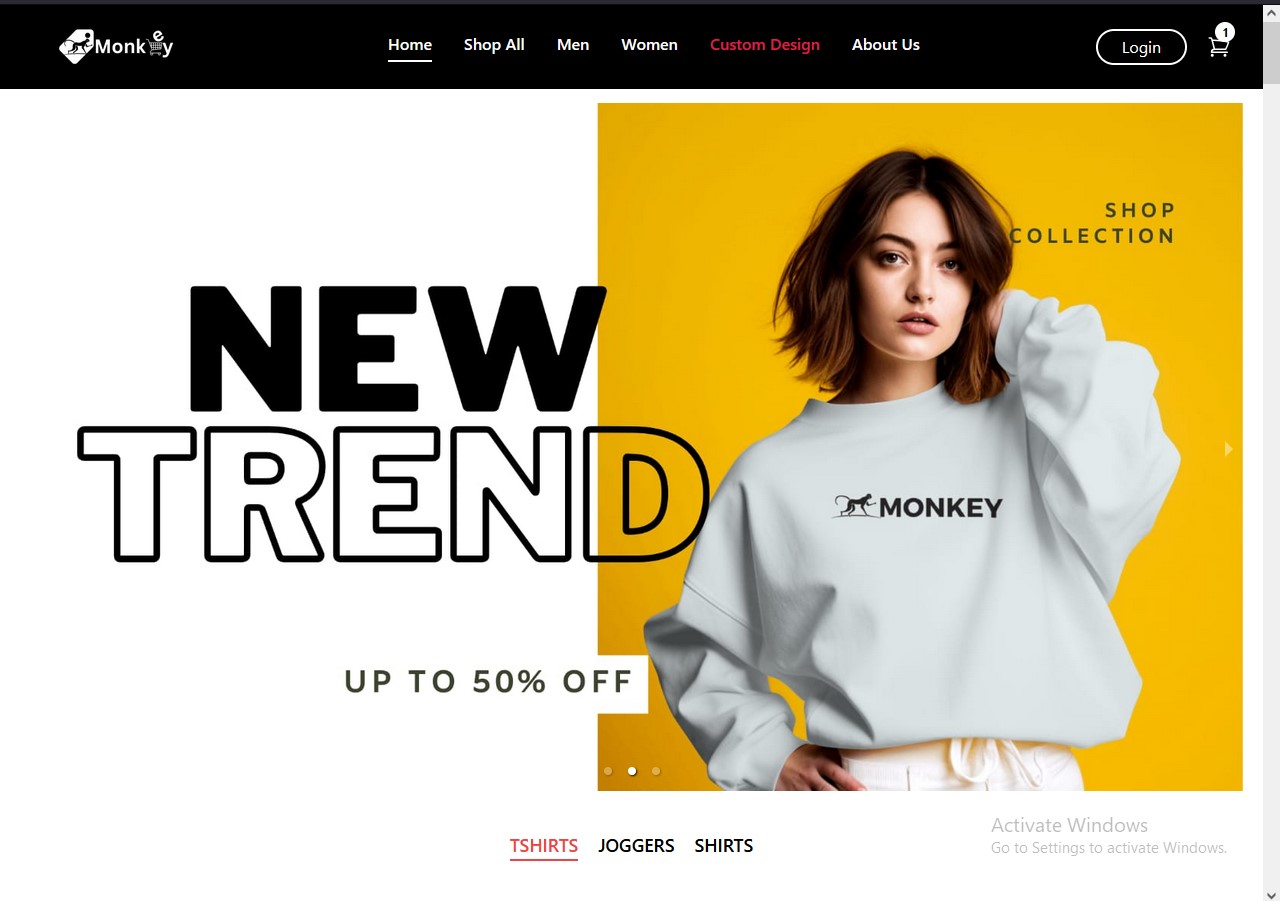 Monkey
Home Shop All Men Women Custom Design About Us
Login
1
SHOP
COLLECTION
NEW
TREND
MONKEY
UP TO 50% OFF
TSHIRTS JOGGERS SHIRTS
Activate Windows
Go to Settings to activate Windows.